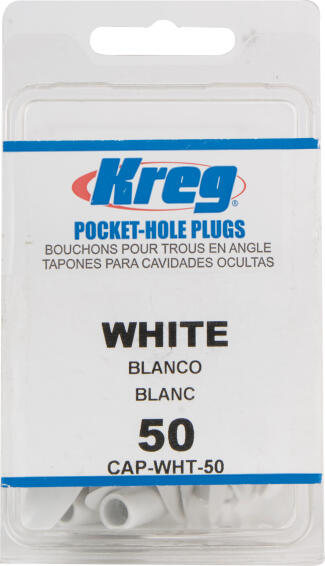 Kreg®
POCKET-HOLE PLUGS
BOUCHONS POUR TROUS EN ANGLE
TAPONES PARA CAVIDADES OCULTAS
WHITE
BLANCO
BLANC
50
CAP-WHT-50